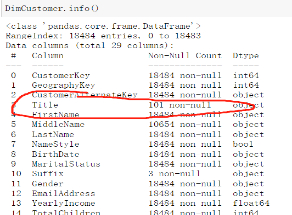 DimCustomer.info()
<class 'pandas.core.frame.DataFrame'>
RangeIndex: 18484 entries, 0 to 18483
Data columns (total 29 columns):
# Column Non-Null Count Dtype
0 CustomerKey 18484 non-null int64
1 GeographyKey 18484 non-null int64
2 CustomerAlternateKey 18484 non-null object
3 Title 101 non-null object
4 FirstName 18484 non-null object
5 MiddleName 10654 non-null object
6 LastName 18484 non-null object
7 NameStyle 18484 non-null bool
8 BirthDate 18484 non-null object
9 MaritalStatus 18484 non-null object
10 Suffix 3 non-null object
11 Gender 18484 non-null object
12 EmailAddress 18484 non-null object
13 YearlyIncome 18484 non-null float64
14 TotalChildren 18484 non-null int64